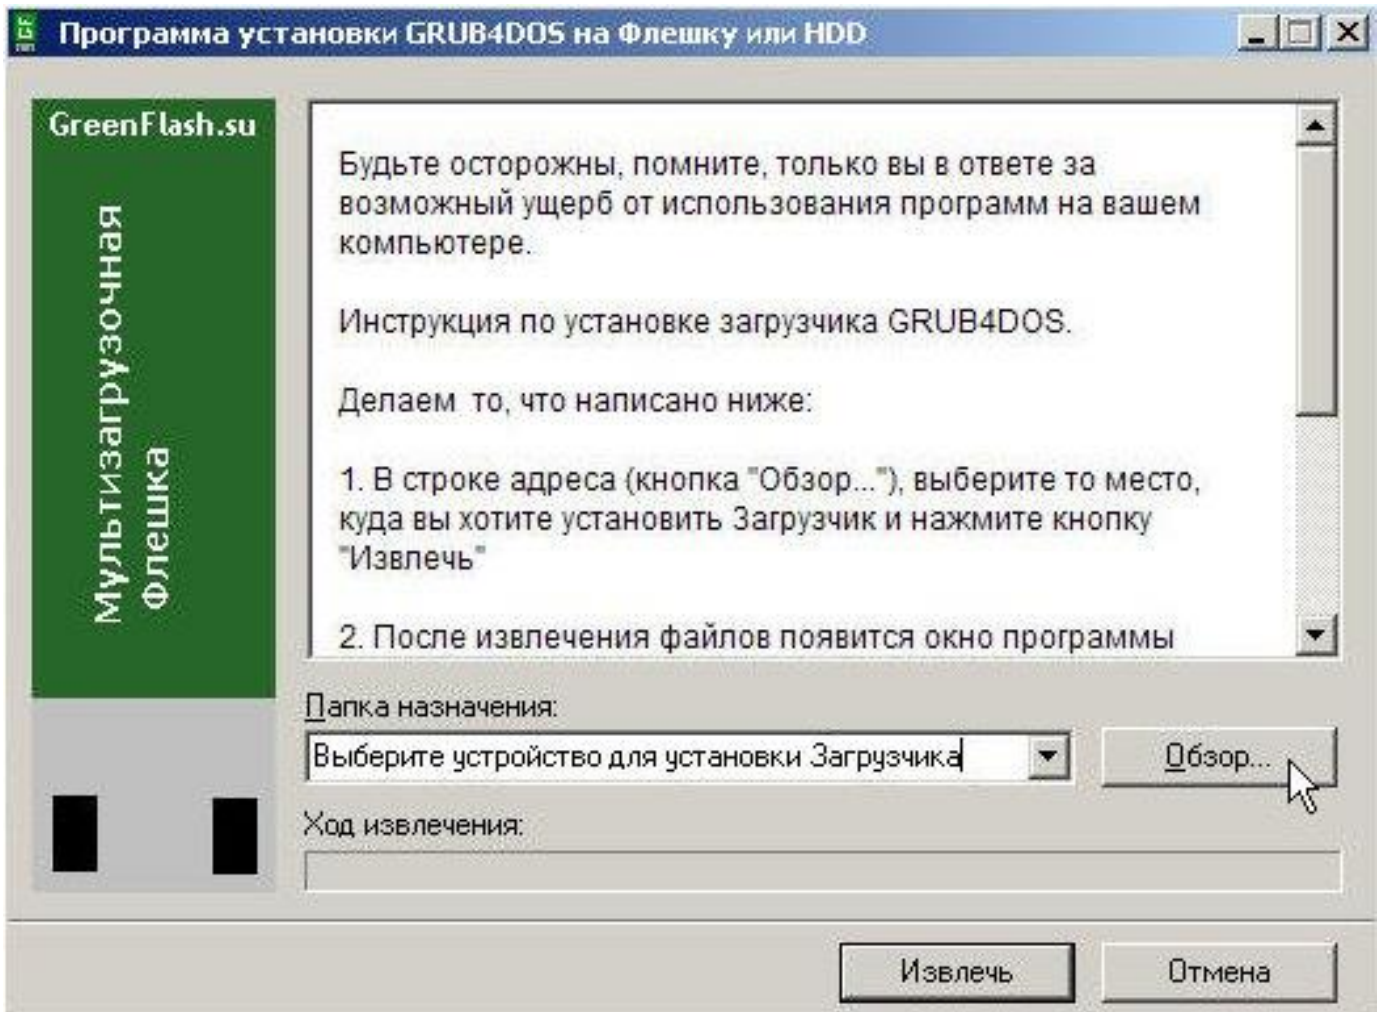 Программа установки GRUB4DOS на Флешку или HDD
GreenFlash.su
Мультизагрузочная
Флешка
Будьте осторожны, помните, только вы в ответе за
возможный ущерб от использования программ на вашем
компьютере.
Инструкция по установке загрузчика GRUB4DOS.
Делаем  то, что написано ниже:
1. В строке адреса (кнопка "Обзор..."), выберите то место,
куда вы хотите установить Загрузчик и нажмите кнопку
"Извлечь"
2. После извлечения файлов появится окно программы
Папка назначения:
Выберите устройство для установки Загрузчика
Обзор...
Ход извлечения:
Извлечь
Отмена